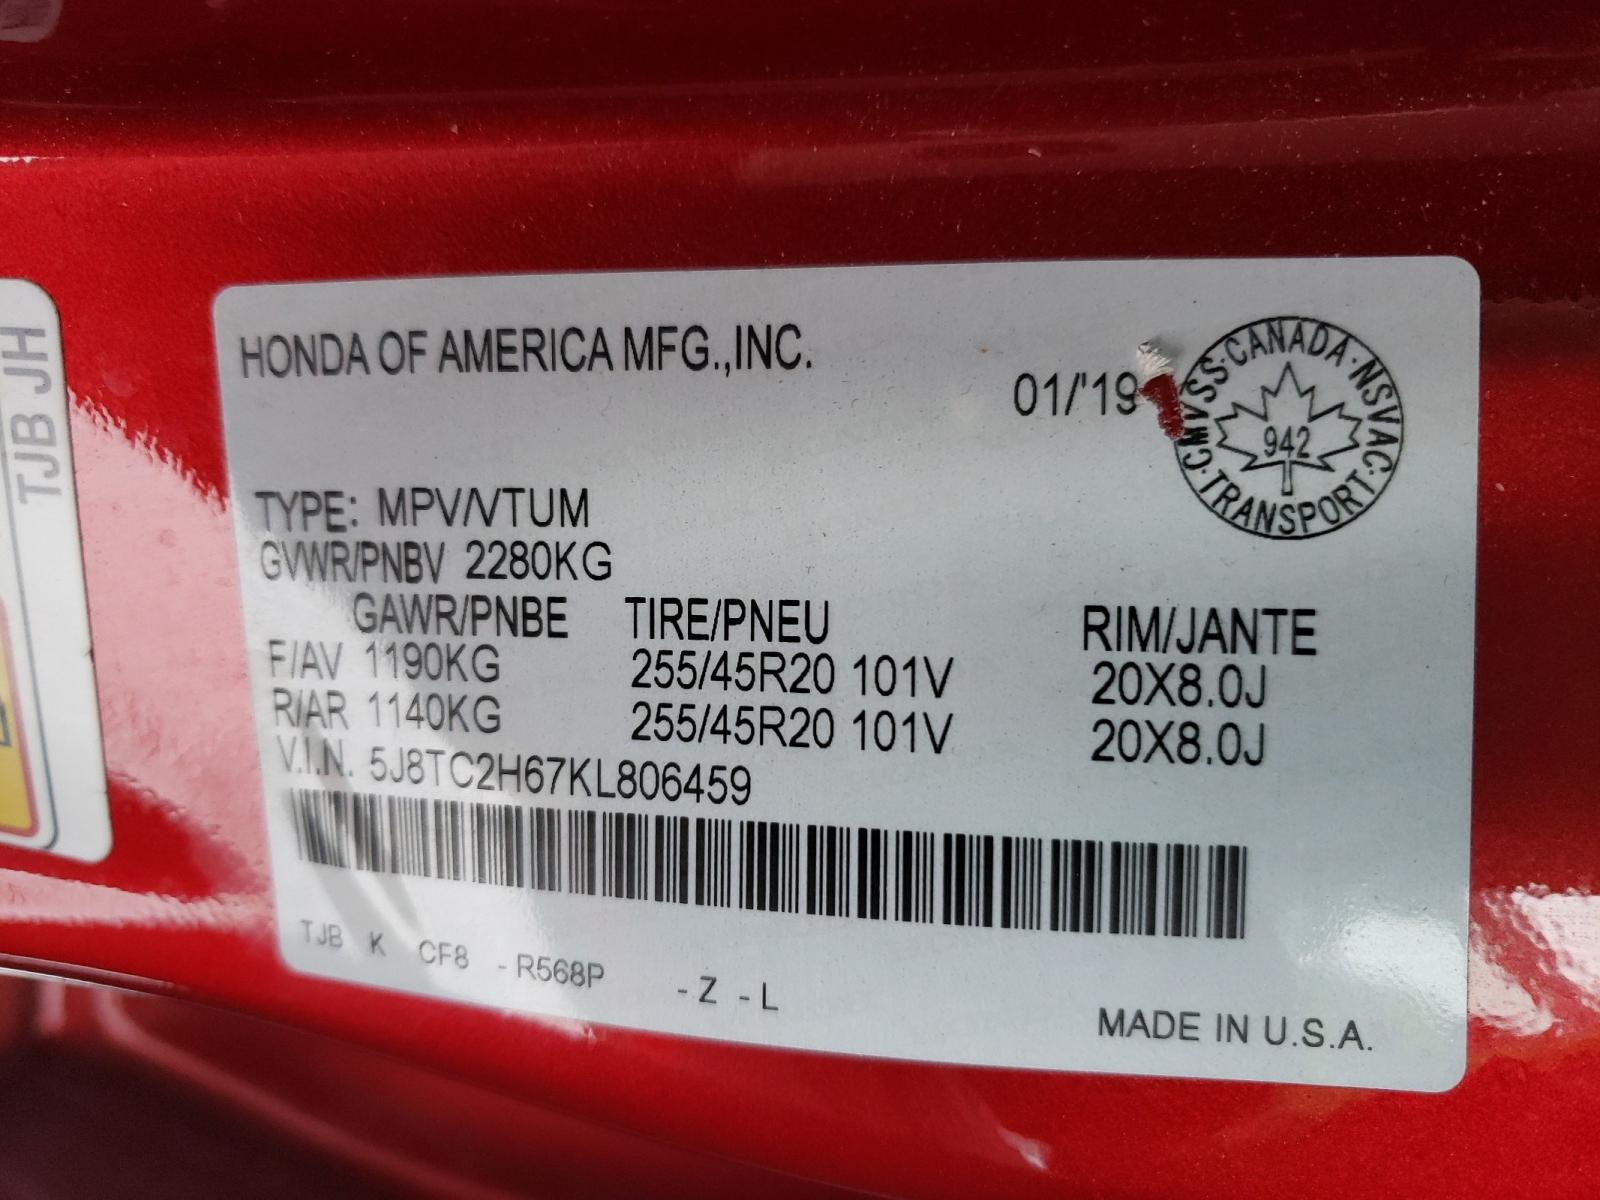 HONDA OF AMERICA MFG.,INC.
01/'19
CMVSS·CANADA·NSVAC·TRANSPORT·
942
TYPE: MPV/VTUM
GVWR/PNBV 2280KG
GAWR/PNBE TIRE/PNEU RIM/JANTE
F/AV 1190KG 255/45R20 101V 20X8.0J
R/AR 1140KG 255/45R20 101V 20X8.0J
V.I.N. 5J8TC2H67KL806459
TJB K CF8 -R568P -Z -L
MADE IN U.S.A.
TJB JH